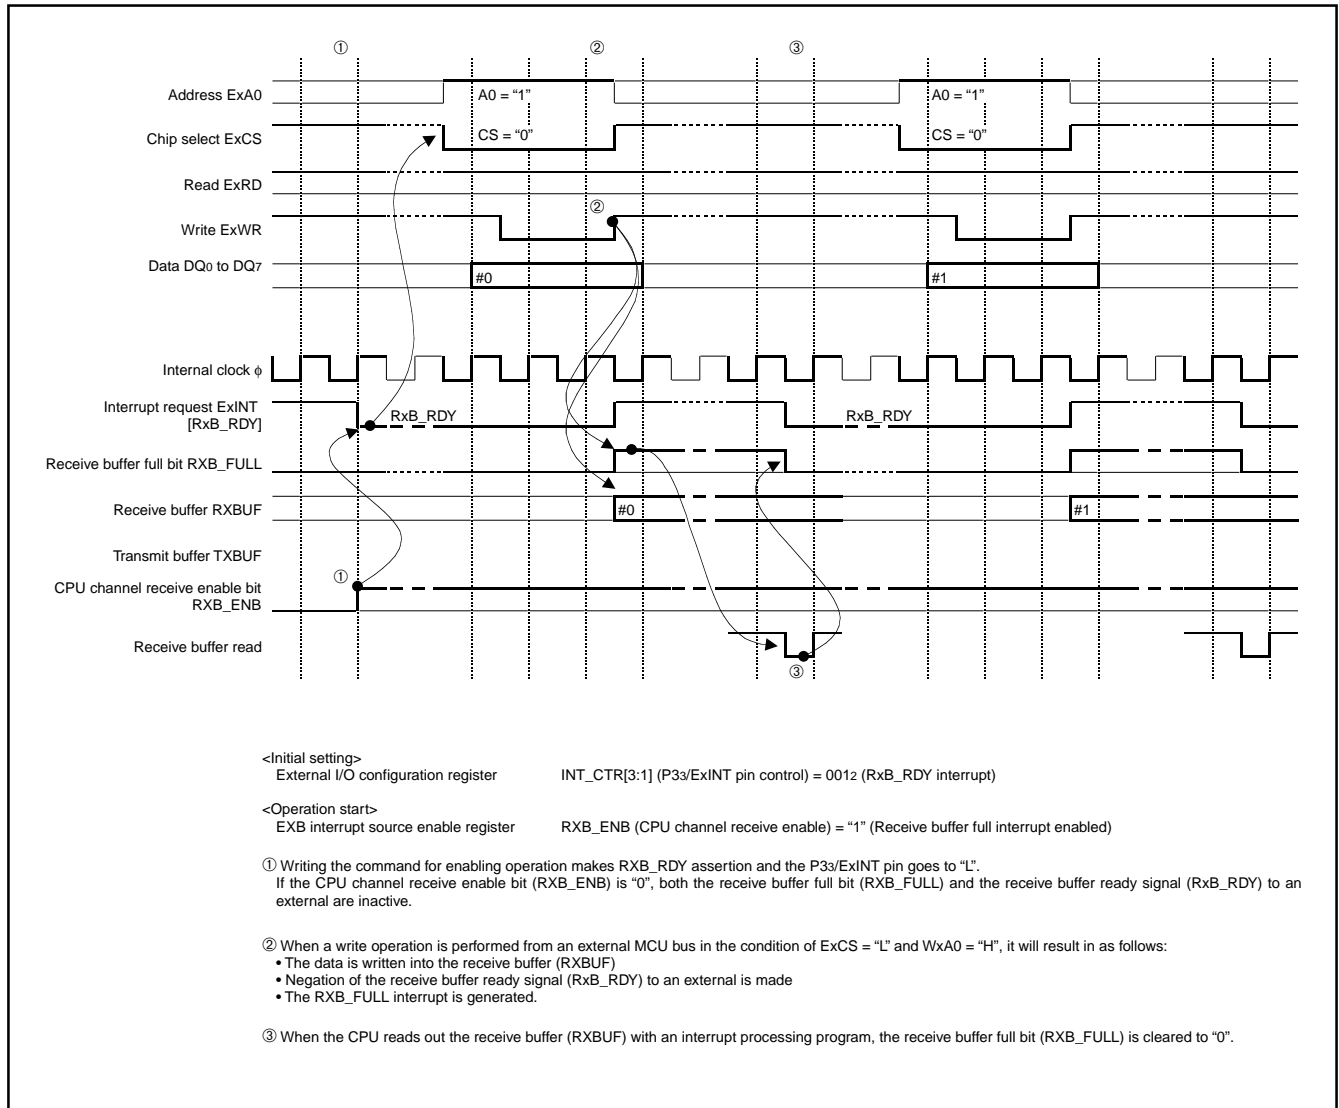 ① ② ③
Address ExA0
A0 = “1” A0 = “1”
Chip select ExCS
CS = “0” CS = “0”
Read ExRD
②
Write ExWR
Data DQ0 to DQ7
#0 #1
Internal clock ϕ
Interrupt request ExINT
[RxB_RDY]
RxB_RDY RxB_RDY
Receive buffer full bit RXB_FULL
Receive buffer RXBUF
#0 #1
Transmit buffer TXBUF
①
CPU channel receive enable bit
RXB_ENB
Receive buffer read
③
<Initial setting>
External I/O configuration register INT_CTR[3:1] (P33/ExINT pin control) = 0012 (RxB_RDY interrupt)
<Operation start>
EXB interrupt source enable register RXB_ENB (CPU channel receive enable) = “1” (Receive buffer full interrupt enabled)
① Writing the command for enabling operation makes RXB_RDY assertion and the P33/ExINT pin goes to “L”.
If the CPU channel receive enable bit (RXB_ENB) is “0”, both the receive buffer full bit (RXB_FULL) and the receive buffer ready signal (RxB_RDY) to an
external are inactive.
② When a write operation is performed from an external MCU bus in the condition of ExCS = “L” and WxA0 = “H”, it will result in as follows:
• The data is written into the receive buffer (RXBUF)
• Negation of the receive buffer ready signal (RxB_RDY) to an external is made
• The RXB_FULL interrupt is generated.
③ When the CPU reads out the receive buffer (RXBUF) with an interrupt processing program, the receive buffer full bit (RXB_FULL) is cleared to “0”.